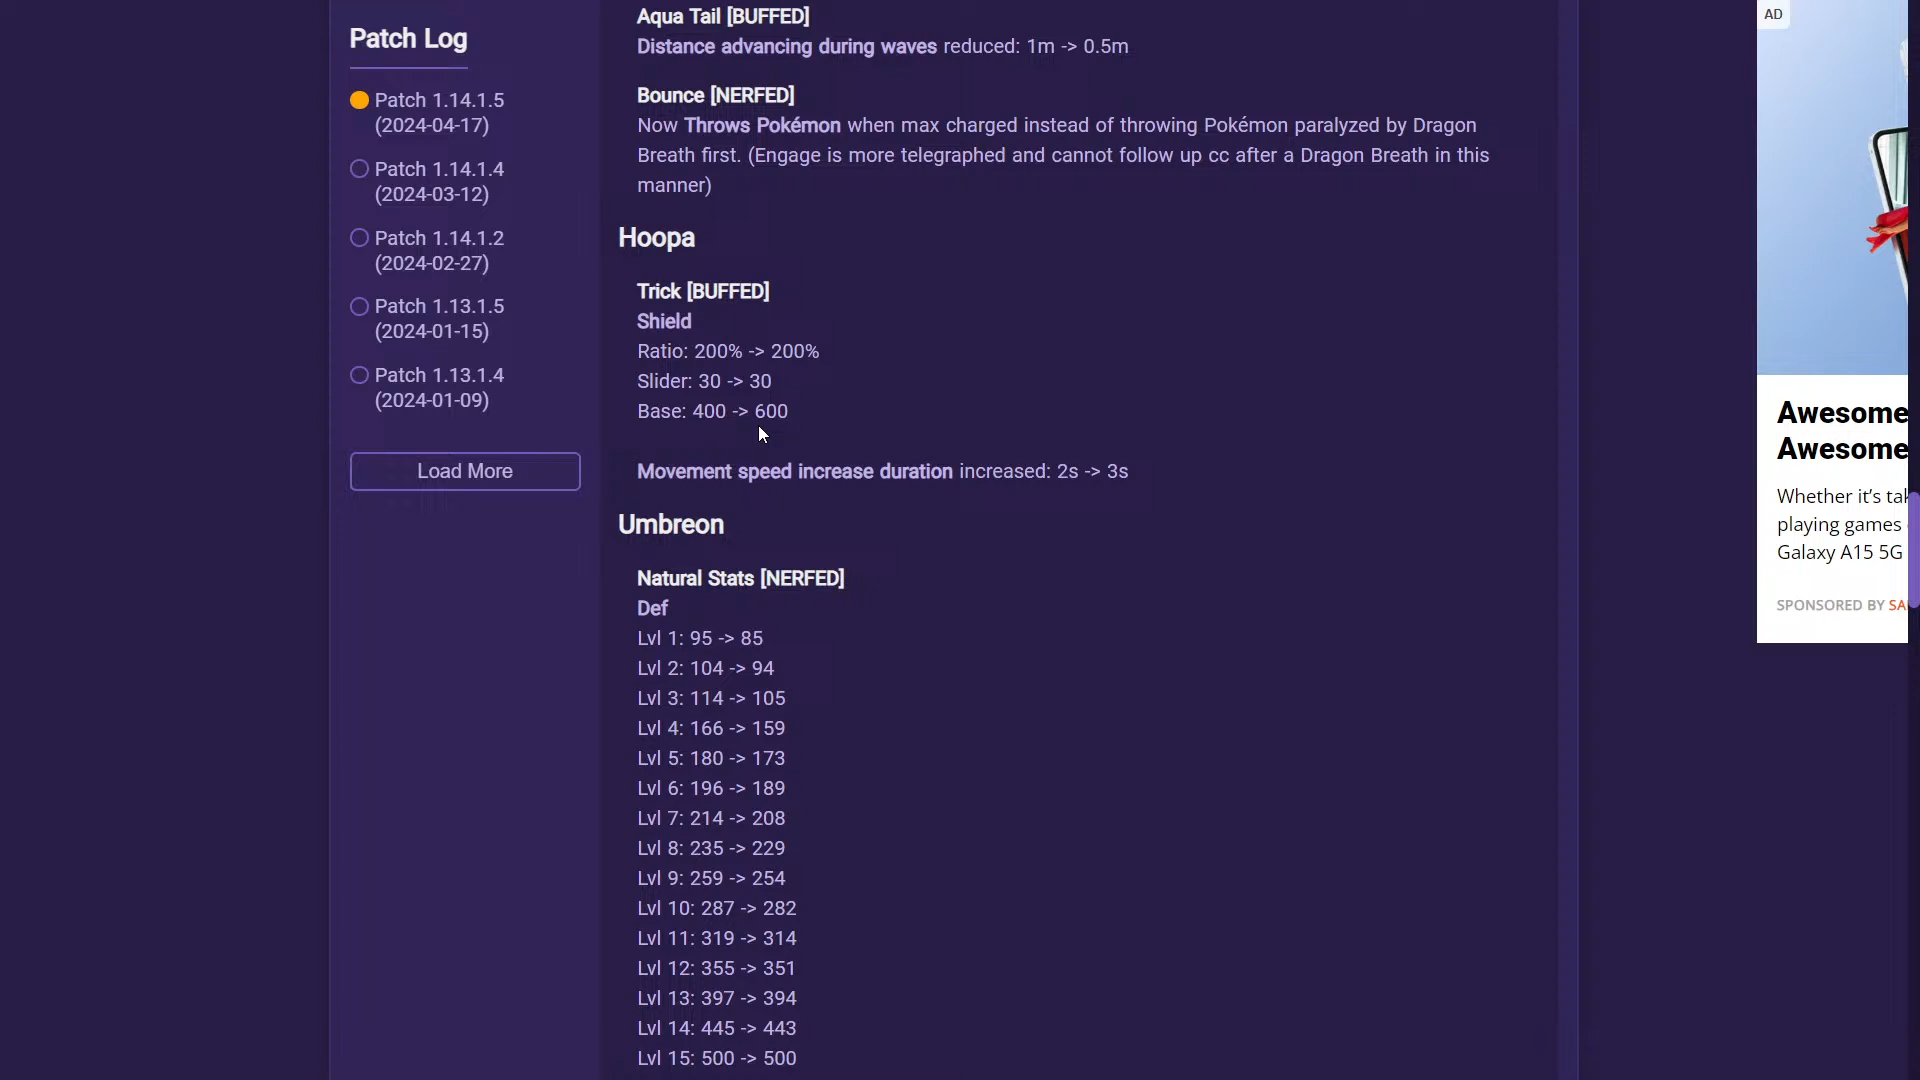 Patch Log
Patch 1.14.1.5
(2024-04-17)
Patch 1.14.1.4
(2024-03-12)
Patch 1.14.1.2
(2024-02-27)
Patch 1.13.1.5
(2024-01-15)
Patch 1.13.1.4
(2024-01-09)
Load More
Aqua Tail [BUFFED]
Distance advancing during waves reduced: 1m -> 0.5m
Bounce [NERFED]
Now Throws Pokémon when max charged instead of throwing Pokémon paralyzed by Dragon
Breath first. (Engage is more telegraphed and cannot follow up cc after a Dragon Breath in this
manner)
Hoopa
Trick [BUFFED]
Shield
Ratio: 200% -> 200%
Slider: 30 -> 30
Base: 400 -> 600
Movement speed increase duration increased: 2s -> 3s
Umbreon
Natural Stats [NERFED]
Def
Lvl 1: 95 -> 85
Lvl 2: 104 -> 94
Lvl 3: 114 -> 105
Lvl 4: 166 -> 159
Lvl 5: 180 -> 173
Lvl 6: 196 -> 189
Lvl 7: 214 -> 208
Lvl 8: 235 -> 229
Lvl 9: 259 -> 254
Lvl 10: 287 -> 282
Lvl 11: 319 -> 314
Lvl 12: 355 -> 351
Lvl 13: 397 -> 394
Lvl 14: 445 -> 443
Lvl 15: 500 -> 500
AD
Awesome
Awesome
Whether it's
playing games
Galaxy A15 5G
SPONSORED BY